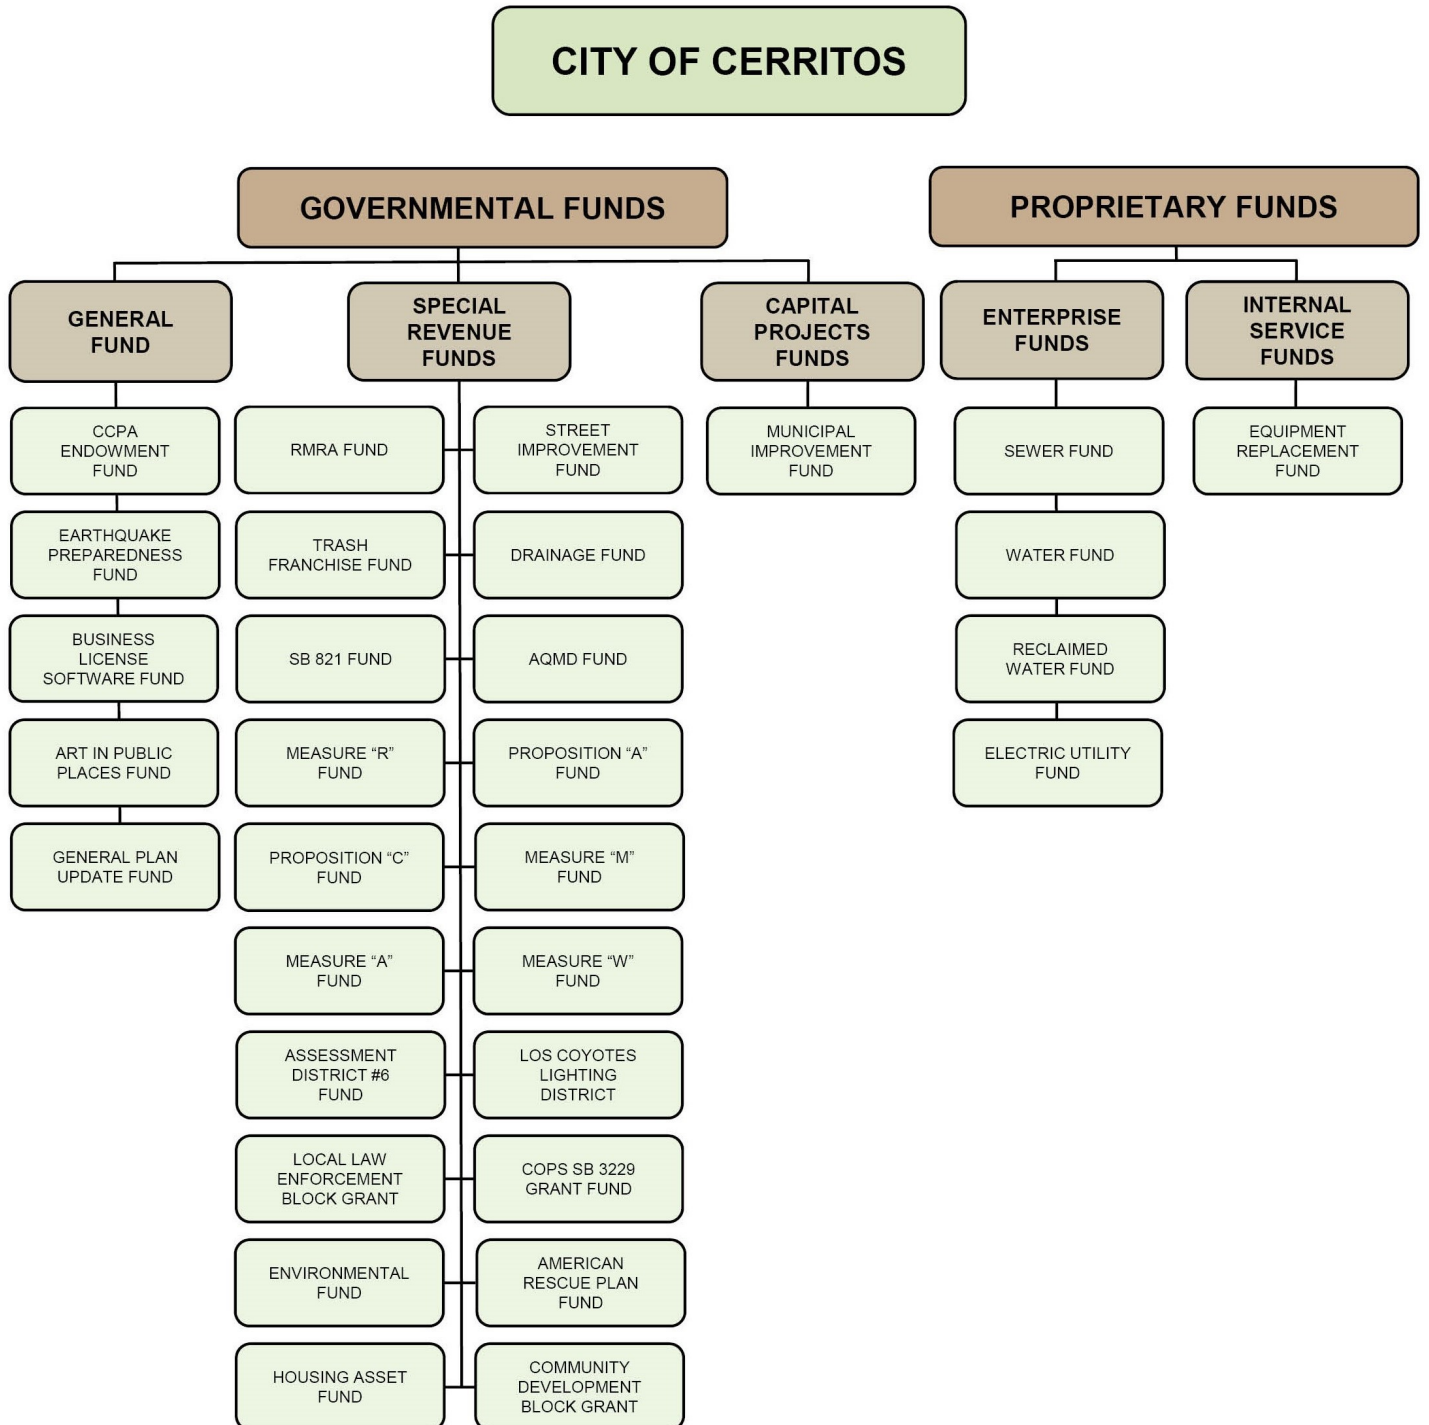 CITY OF CERRITOS
GOVERNMENTAL FUNDS
PROPRIETARY FUNDS
GENERAL
FUND
SPECIAL
REVENUE
FUNDS
CAPITAL
PROJECTS
FUNDS
ENTERPRISE
FUNDS
INTERNAL
SERVICE
FUNDS
CCPA
ENDOWMENT
FUND
EARTHQUAKE
PREPAREDNESS
FUND
BUSINESS
LICENSE
SOFTWARE FUND
ART IN PUBLIC
PLACES FUND
GENERAL PLAN
UPDATE FUND
RMRA FUND
STREET
IMPROVEMENT
FUND
TRASH
FRANCHISE FUND
DRAINAGE FUND
SB 821 FUND
AQMD FUND
MEASURE “R”
FUND
PROPOSITION “A”
FUND
PROPOSITION “C”
FUND
MEASURE “M”
FUND
MEASURE “A”
FUND
MEASURE “W”
FUND
ASSESSMENT
DISTRICT #6
FUND
LOS COYOTES
LIGHTING
DISTRICT
LOCAL LAW
ENFORCEMENT
BLOCK GRANT
COPS SB 3229
GRANT FUND
ENVIRONMENTAL
FUND
AMERICAN
RESCUE PLAN
FUND
HOUSING ASSET
FUND
COMMUNITY
DEVELOPMENT
BLOCK GRANT
MUNICIPAL
IMPROVEMENT
FUND
SEWER FUND
WATER FUND
RECLAIMED
WATER FUND
ELECTRIC UTILITY
FUND
EQUIPMENT
REPLACEMENT
FUND